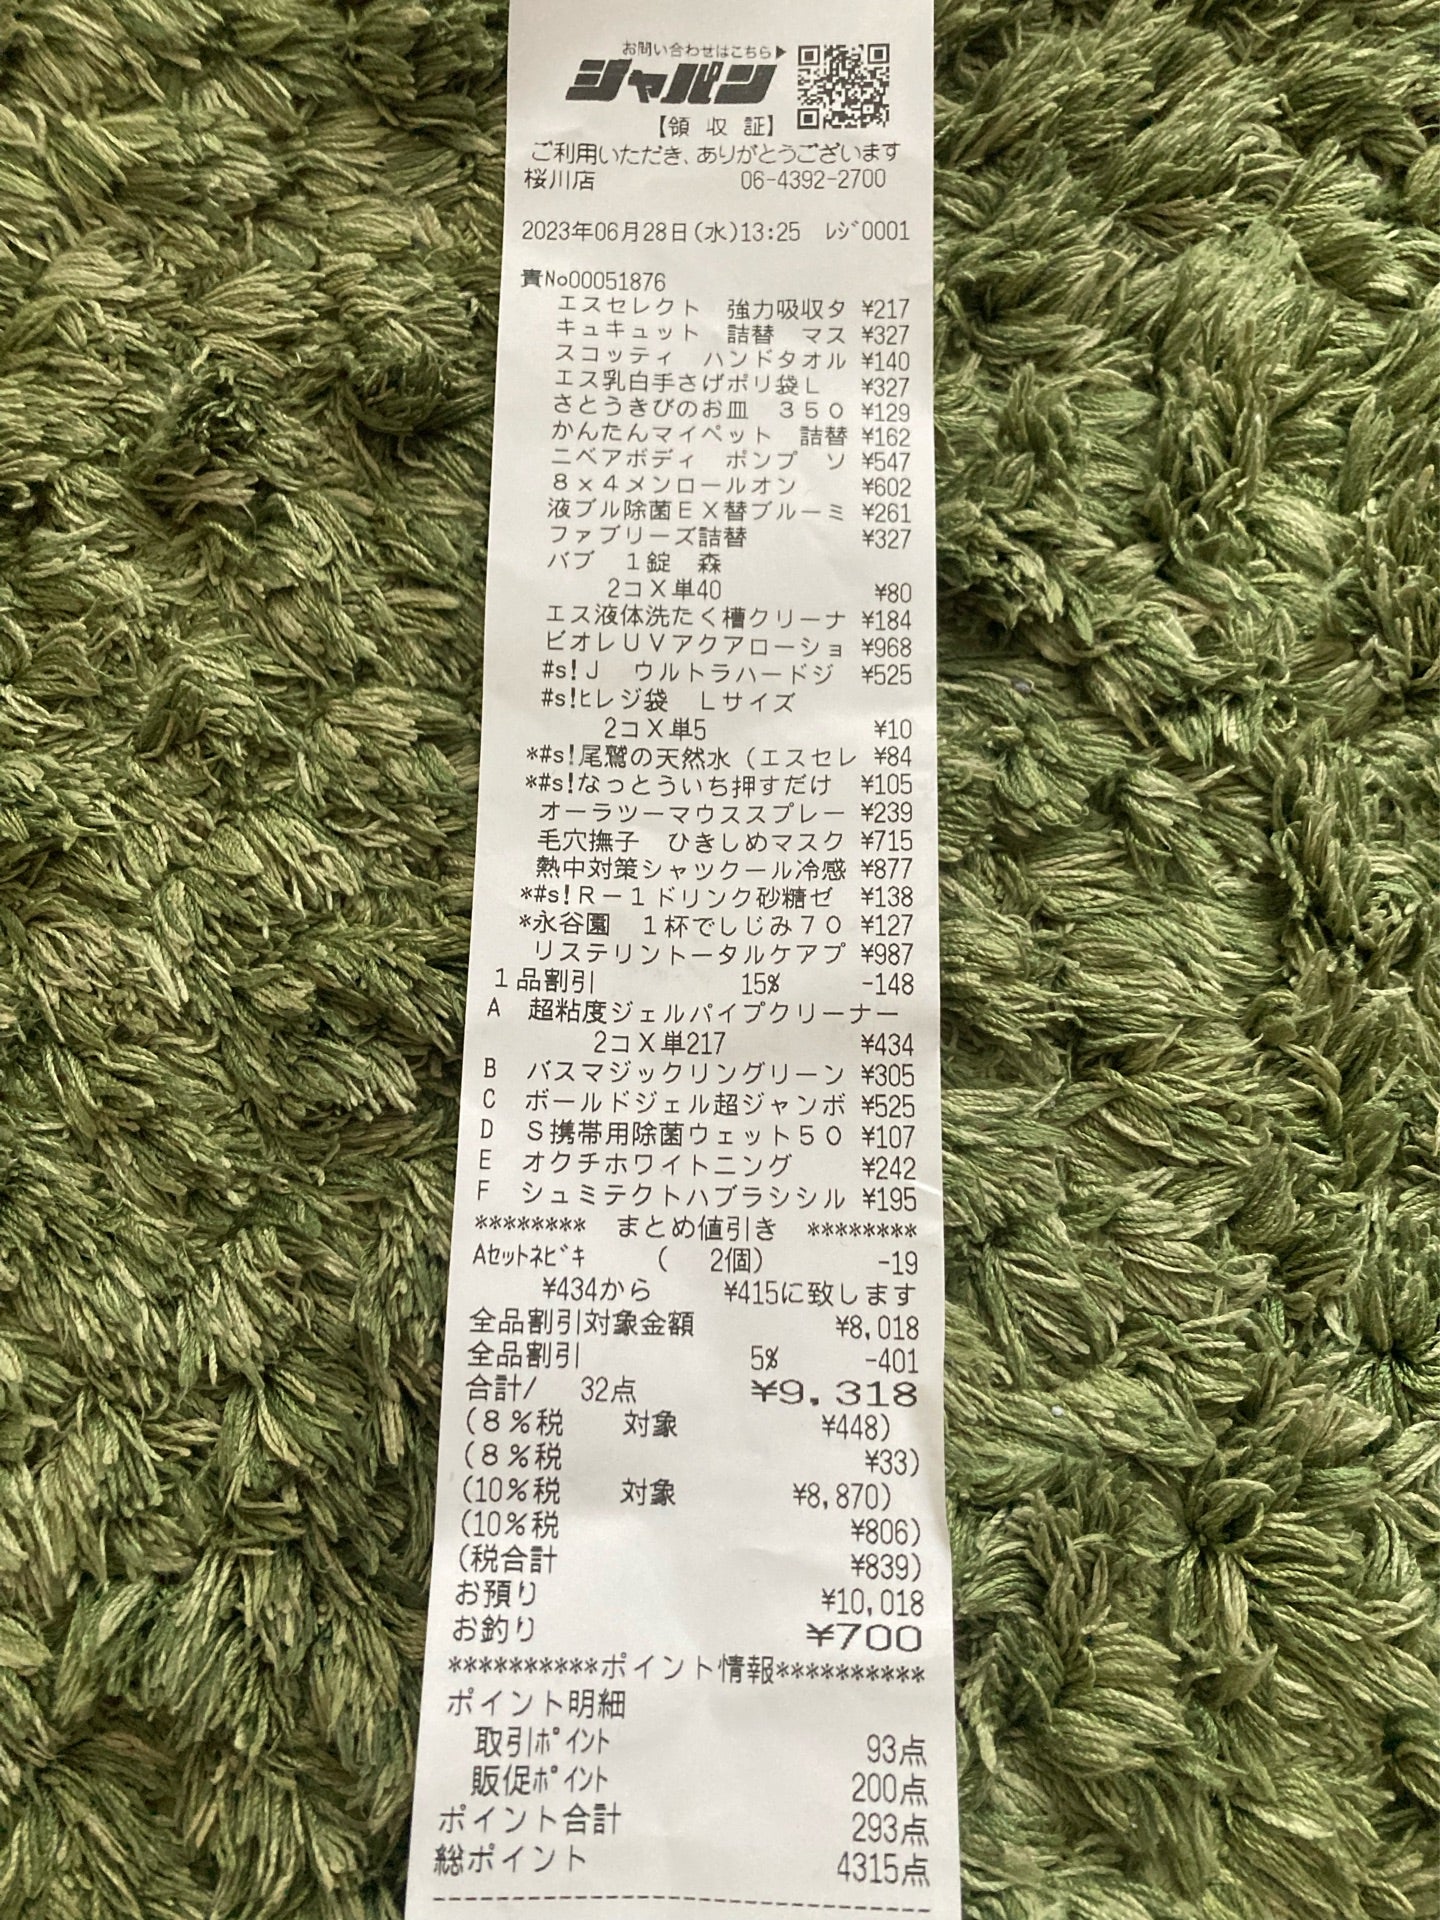 お問い合わせはこちら▶
ジャパン
【領 収 証】
ご利用いただき、ありがとうございます
桜川店 06-4392-2700
2023年06月28日(水)13:25 ﾚｼﾞ0001
責No00051876
エスセレクト 強力吸収タ ¥217
キュキュット 詰替 マス ¥327
スコッティ ハンドタオル ¥140
エス乳白手さげポリ袋L ¥327
さとうきびのお皿 350 ¥129
かんたんマイペット 詰替 ¥162
ニベアボディ ポンプ ソ ¥547
8x4メンロールオン ¥602
液ブル除菌EX替ブルーミ ¥261
ファブリーズ詰替 ¥327
バブ 1錠 森
2コX単40 ¥80
エス液体洗たく槽クリーナ ¥184
ビオレUVアクアローショ ¥968
#s!J ウルトラハードジ ¥525
#s!ﾋレジ袋 Lサイズ
2コX単5 ¥10
*#s!尾鷲の天然水(エスセレ ¥84
*#s!なっとういち押すだけ ¥105
オーラツーマウススプレー ¥239
毛穴撫子 ひきしめマスク ¥715
熱中対策シャツクール冷感 ¥877
*#s!R-1ドリンク砂糖ゼ ¥138
*永谷園 1杯でしじみ70 ¥127
リステリントータルケアプ ¥987
1品割引 15% -148
A 超粘度ジェルパイプクリーナー
2コX単217 ¥434
B バスマジックリングリーン ¥305
C ボールドジェル超ジャンボ ¥525
D S携帯用除菌ウェット50 ¥107
E オクチホワイトニング ¥242
F シュミテクトハブラシシル ¥195
******** まとめ値引き ********
Aｾｯﾄﾈﾋﾞｷ ( 2個) -19
¥434から ¥415に致します
全品割引対象金額 ¥8,018
全品割引 5% -401
合計/ 32点 ¥9,318
(8%税 対象 ¥448)
(8%税 ¥33)
(10%税 対象 ¥8,870)
(10%税 ¥806)
(税合計 ¥839)
お預り ¥10,018
お釣り ¥700
**********ポイント情報**********
ポイント明細
取引ﾎﾟｲﾝﾄ 93点
販促ﾎﾟｲﾝﾄ 200点
ポイント合計 293点
総ポイント 4315点